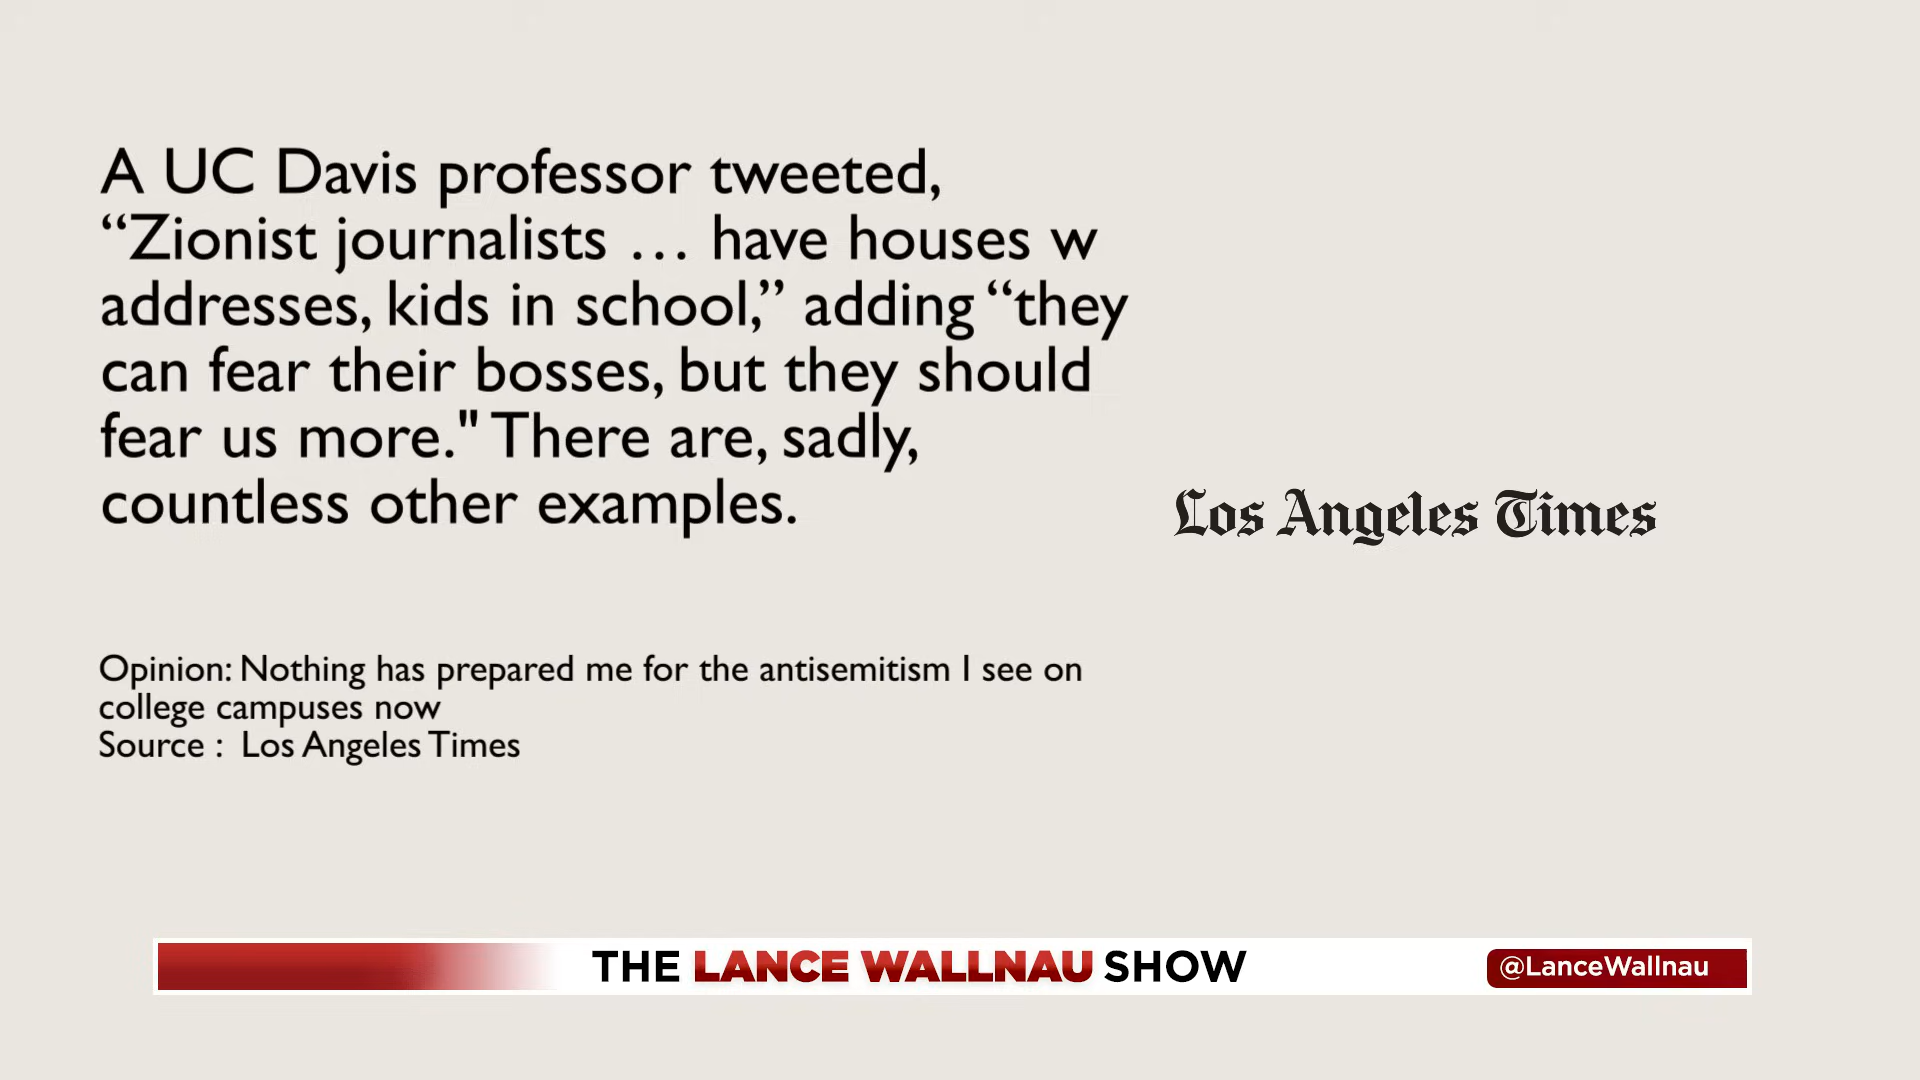 A UC Davis professor tweeted,
“Zionist journalists … have houses w
addresses, kids in school,” adding “they
can fear their bosses, but they should
fear us more." There are, sadly,
countless other examples.
Los Angeles Times
Opinion: Nothing has prepared me for the antisemitism I see on
college campuses now
Source : Los Angeles Times
THE LANCE WALLNAU SHOW
@LanceWallnau